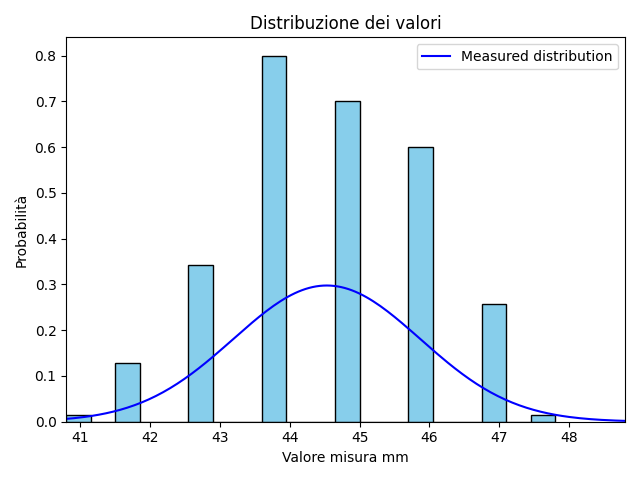 Distribuzione dei valori
Measured distribution
Probabilità
0.8
0.7
0.6
0.5
0.4
0.3
0.2
0.1
0.0
41 42 43 44 45 46 47 48
Valore misura mm